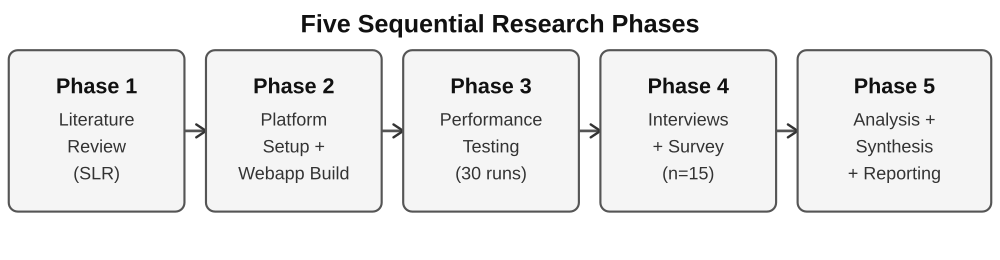 Five Sequential Research Phases
Phase 1
Literature
Review
(SLR)
Phase 2
Platform
Setup +
Webapp Build
Phase 3
Performance
Testing
(30 runs)
Phase 4
Interviews
+ Survey
(n=15)
Phase 5
Analysis +
Synthesis
+ Reporting